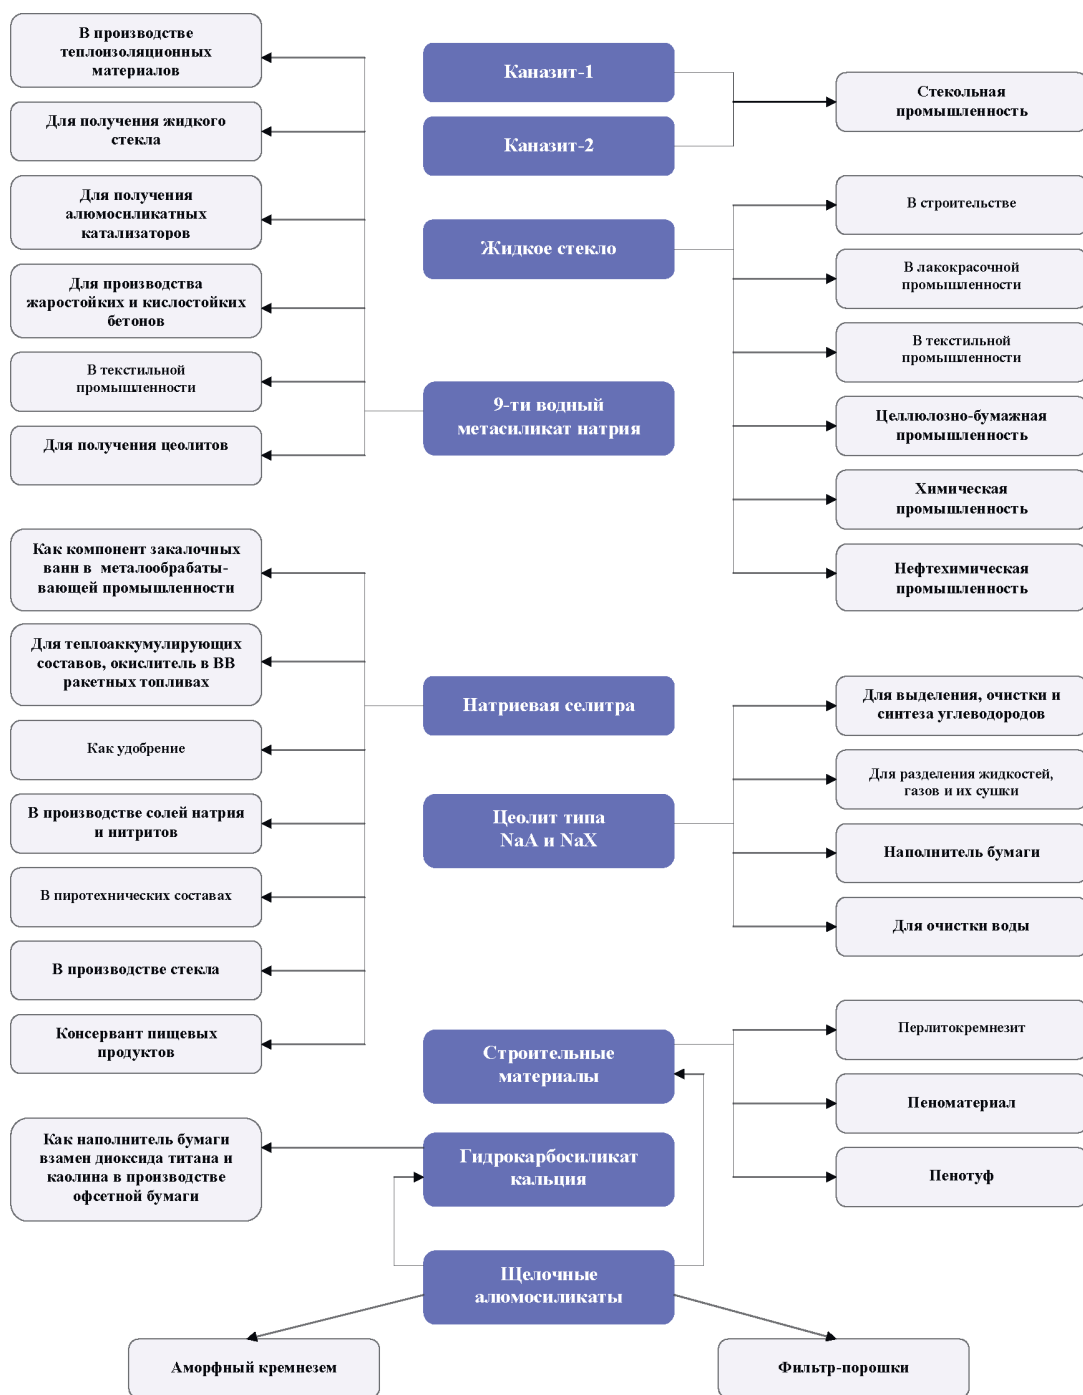 В производстве
теплоизоляционных
материалов
Для получения жидкого
стекла
Для получения
алюмосиликатных
катализаторов
Для производства
жаростойких и кислостойких
бетонов
В текстильной
промышленности
Для получения цеолитов
Каназит-1
Каназит-2
Стекольная
промышленность
Жидкое стекло
В строительстве
В лакокрасочной
промышленности
В текстильной
промышленности
Целлюлозно-бумажная
промышленность
Химическая
промышленность
Нефтехимическая
промышленность
9-ти водный
метасиликат натрия
Как компонент закалочных
ванн в металообрабаты-
вающей промышленности
Для теплоаккумулирующих
составов, окислитель в ВВ
ракетных топливах
Как удобрение
В производстве солей натрия
и нитритов
В пиротехнических составах
В производстве стекла
Консервант пищевых
продуктов
Натриевая селитра
Цеолит типа
NaA и NaX
Для выделения, очистки и
синтеза углеводородов
Для разделения жидкостей,
газов и их сушки
Наполнитель бумаги
Для очистки воды
Строительные
материалы
Перлитокремнезит
Пеноматериал
Пенотуф
Как наполнитель бумаги
взамен диоксида титана и
каолина в производстве
офсетной бумаги
Гидрокарбосиликат
кальция
Щелочные
алюмосиликаты
Аморфный кремнезем
Фильтр-порошки